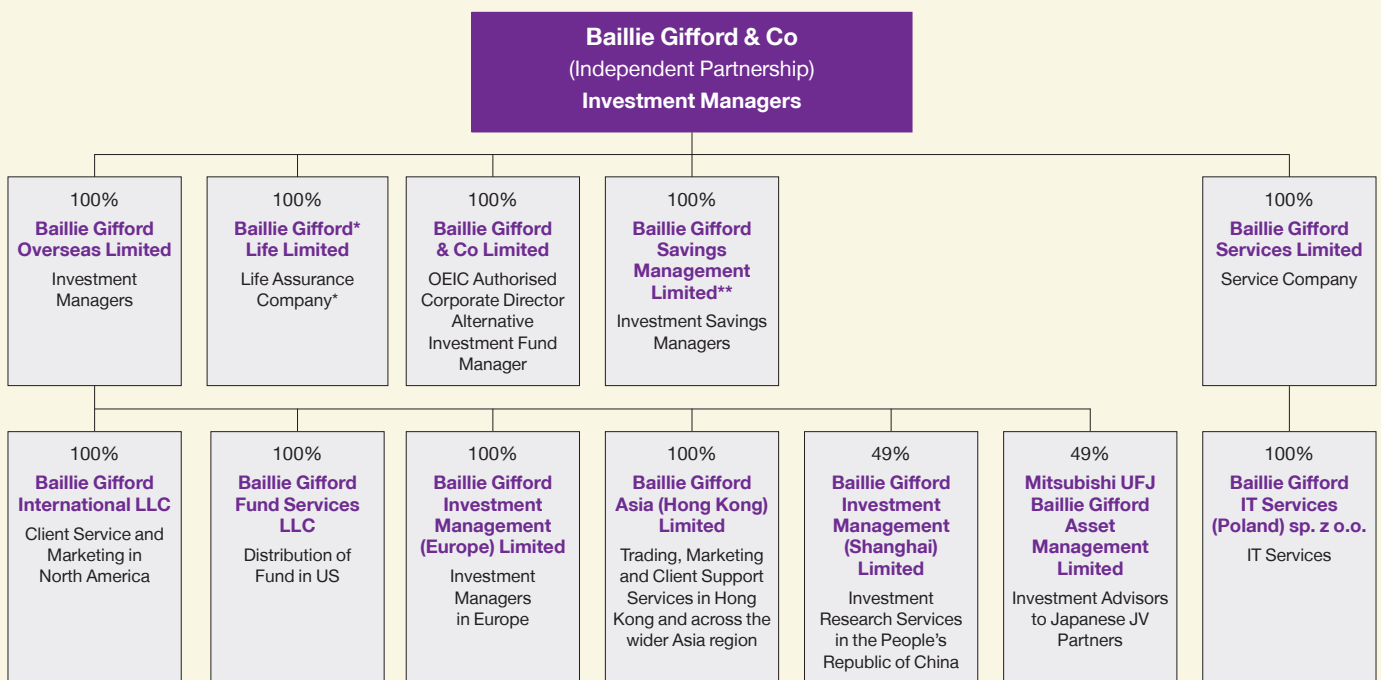 Baillie Gifford & Co
(Independent Partnership)
Investment Managers
100%
Baillie Gifford
Overseas Limited
Investment
Managers
100%
Baillie Gifford*
Life Limited
Life Assurance
Company*
100%
Baillie Gifford
& Co Limited
OEIC Authorised
Corporate Director
Alternative
Investment Fund
Manager
100%
Baillie Gifford
Savings
Management
Limited**
Investment Savings
Managers
100%
Baillie Gifford
Services Limited
Service Company
100%
Baillie Gifford
International LLC
Client Service and
Marketing in
North America
100%
Baillie Gifford
Fund Services
LLC
Distribution of
Fund in US
100%
Baillie Gifford
Investment
Management
(Europe) Limited
Investment
Managers
in Europe
100%
Baillie Gifford
Asia (Hong Kong)
Limited
Trading, Marketing
and Client Support
Services in Hong
Kong and across the
wider Asia region
49%
Baillie Gifford
Investment
Management
(Shanghai)
Limited
Investment
Research Services
in the People's
Republic of China
49%
Mitsubishi UFJ
Baillie Gifford
Asset
Management
Limited
Investment Advisors
to Japanese JV
Partners
100%
Baillie Gifford
IT Services
(Poland) sp. z o.o.
IT Services